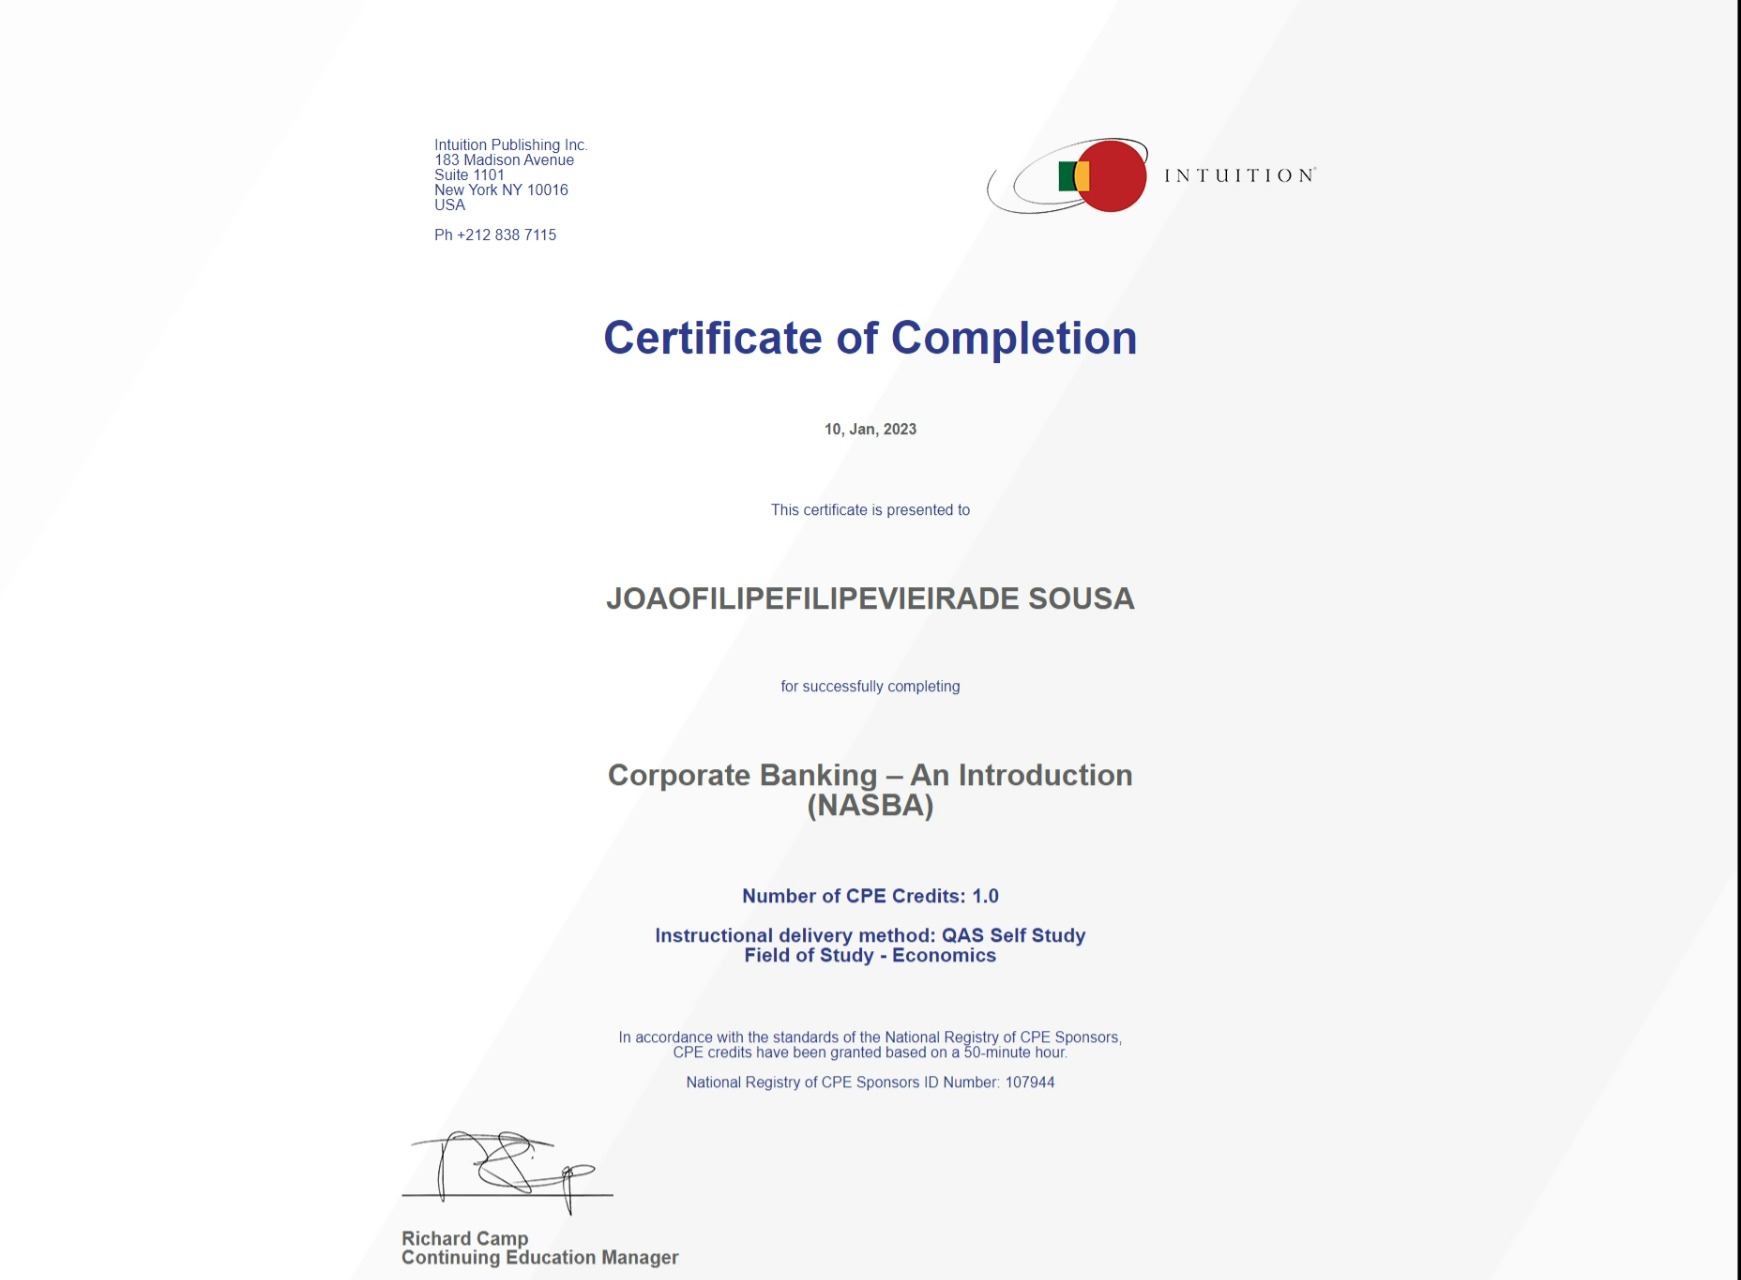 Intuition Publishing Inc.
183 Madison Avenue
Suite 1101
New York NY 10016
USA
Ph +212 838 7115
INTUITION®
Certificate of Completion
10, Jan, 2023
This certificate is presented to
JOAOFILIPEFILIPEVIEIRADE SOUSA
for successfully completing
Corporate Banking – An Introduction
(NASBA)
Number of CPE Credits: 1.0
Instructional delivery method: QAS Self Study
Field of Study - Economics
In accordance with the standards of the National Registry of CPE Sponsors,
CPE credits have been granted based on a 50-minute hour.
National Registry of CPE Sponsors ID Number: 107944
Richard Camp
Continuing Education Manager